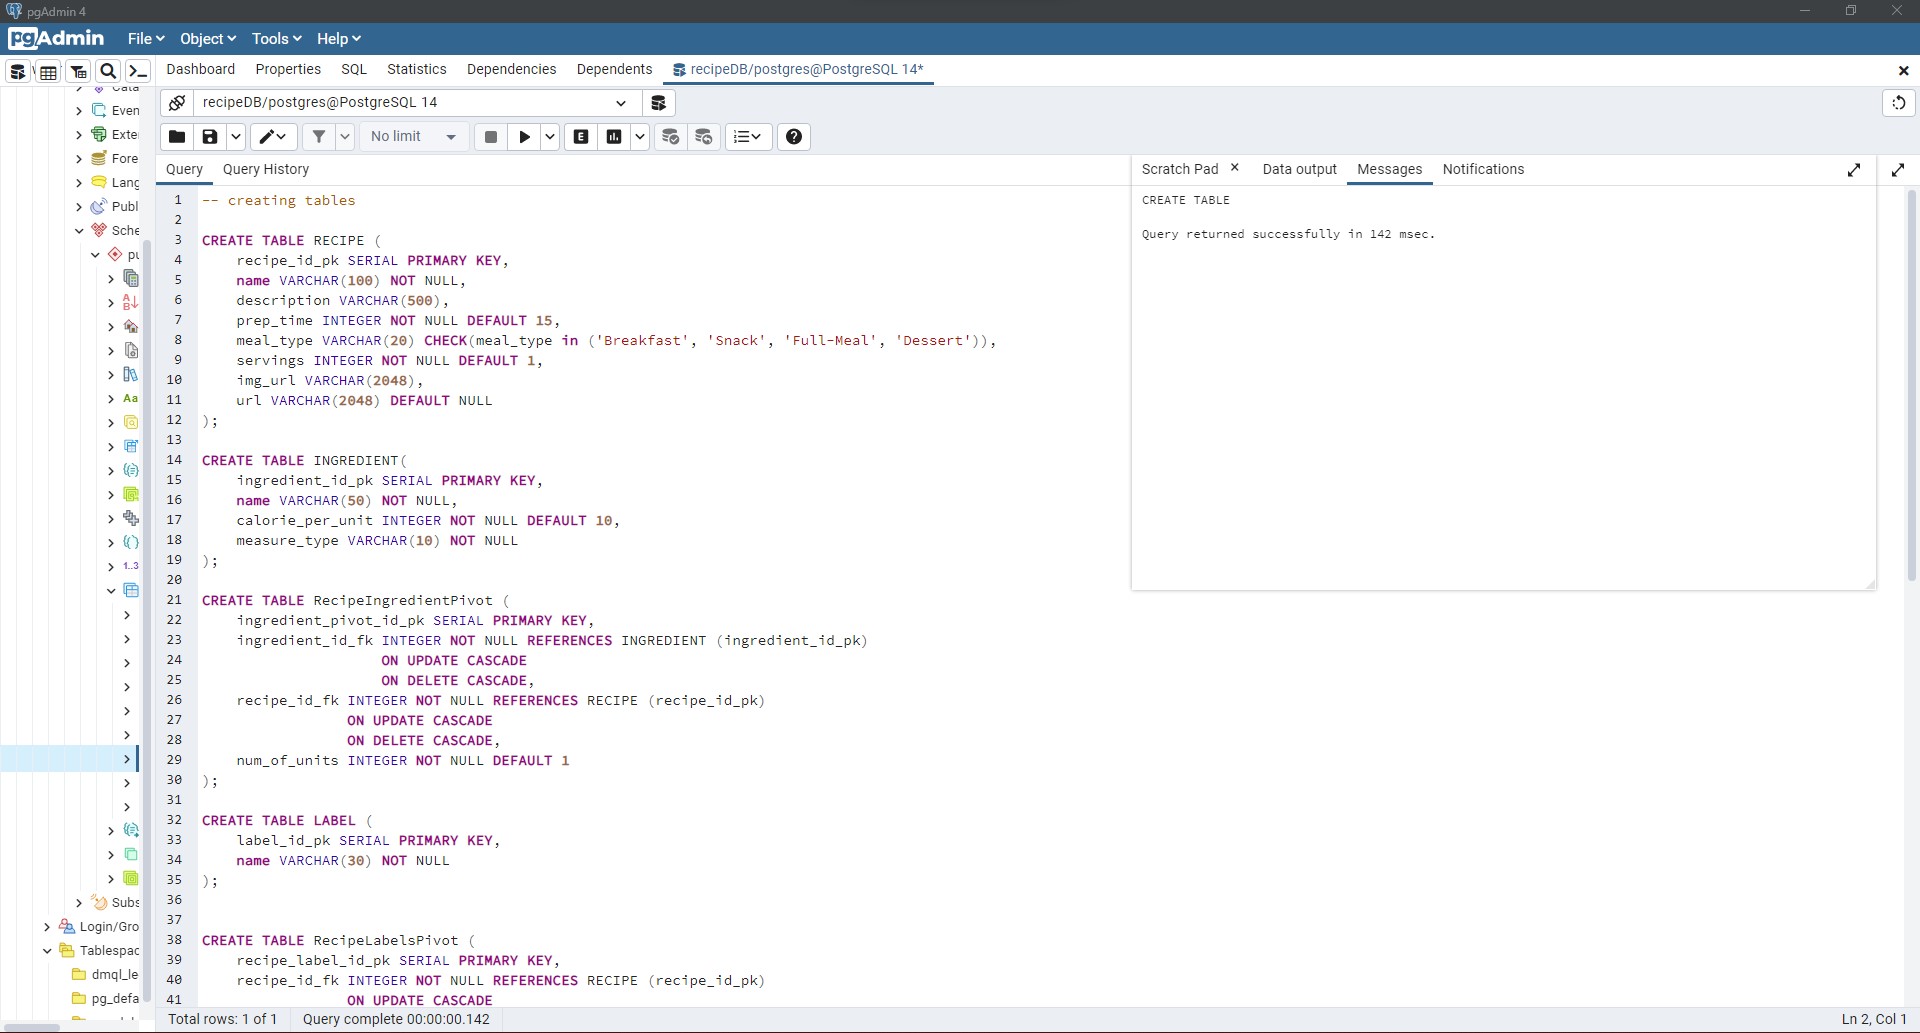 pgAdmin 4
pgAdmin File Object Tools Help
Dashboard Properties SQL Statistics Dependencies Dependents recipeDB/postgres@PostgreSQL 14*
recipeDB/postgres@PostgreSQL 14
No limit
E
Even
Exte
Fore
Lang
Publ
Sche
Aa
1..3
Subs
Login/Gro
Tablespac
dmql_le
pg_defa
Query Query History
1 -- creating tables
2
3 CREATE TABLE RECIPE (
4 recipe_id_pk SERIAL PRIMARY KEY,
5 name VARCHAR(100) NOT NULL,
6 description VARCHAR(500),
7 prep_time INTEGER NOT NULL DEFAULT 15,
8 meal_type VARCHAR(20) CHECK(meal_type in ('Breakfast', 'Snack', 'Full-Meal', 'Dessert')),
9 servings INTEGER NOT NULL DEFAULT 1,
10 img_url VARCHAR(2048),
11 url VARCHAR(2048) DEFAULT NULL
12 );
13
14 CREATE TABLE INGREDIENT(
15 ingredient_id_pk SERIAL PRIMARY KEY,
16 name VARCHAR(50) NOT NULL,
17 calorie_per_unit INTEGER NOT NULL DEFAULT 10,
18 measure_type VARCHAR(10) NOT NULL
19 );
20
21 CREATE TABLE RecipeIngredientPivot (
22 ingredient_pivot_id_pk SERIAL PRIMARY KEY,
23 ingredient_id_fk INTEGER NOT NULL REFERENCES INGREDIENT (ingredient_id_pk)
24 ON UPDATE CASCADE
25 ON DELETE CASCADE,
26 recipe_id_fk INTEGER NOT NULL REFERENCES RECIPE (recipe_id_pk)
27 ON UPDATE CASCADE
28 ON DELETE CASCADE,
29 num_of_units INTEGER NOT NULL DEFAULT 1
30 );
31
32 CREATE TABLE LABEL (
33 label_id_pk SERIAL PRIMARY KEY,
34 name VARCHAR(30) NOT NULL
35 );
36
37
38 CREATE TABLE RecipeLabelsPivot (
39 recipe_label_id_pk SERIAL PRIMARY KEY,
40 recipe_id_fk INTEGER NOT NULL REFERENCES RECIPE (recipe_id_pk)
41 ON UPDATE CASCADE
Scratch Pad Data output Messages Notifications
CREATE TABLE
Query returned successfully in 142 msec.
Total rows: 1 of 1 Query complete 00:00:00.142
Ln 2, Col 1